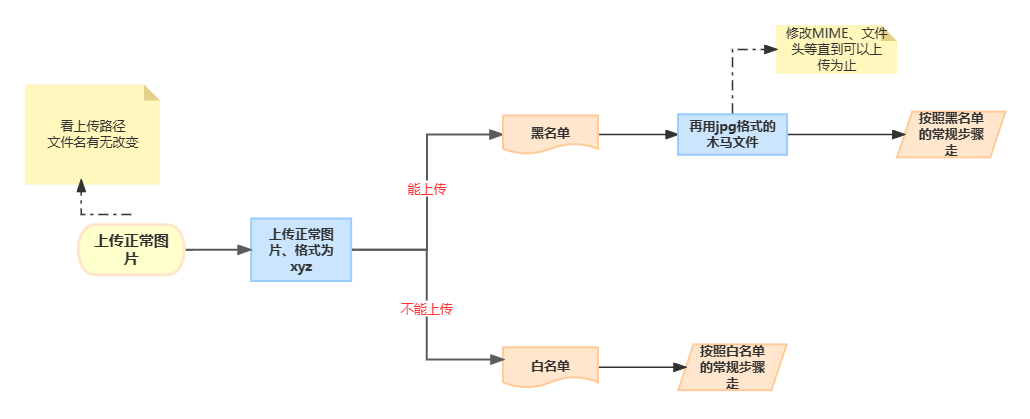 修改MIME、文件
头等直到可以上
传为止
看上传路径
文件名有无改变
黑名单
再用jpg格式的
木马文件
按照黑名单
的常规步骤
走
能上传
上传正常图
片
上传正常图
片、格式为
xyz
不能上传
白名单
按照白名单
的常规步骤
走